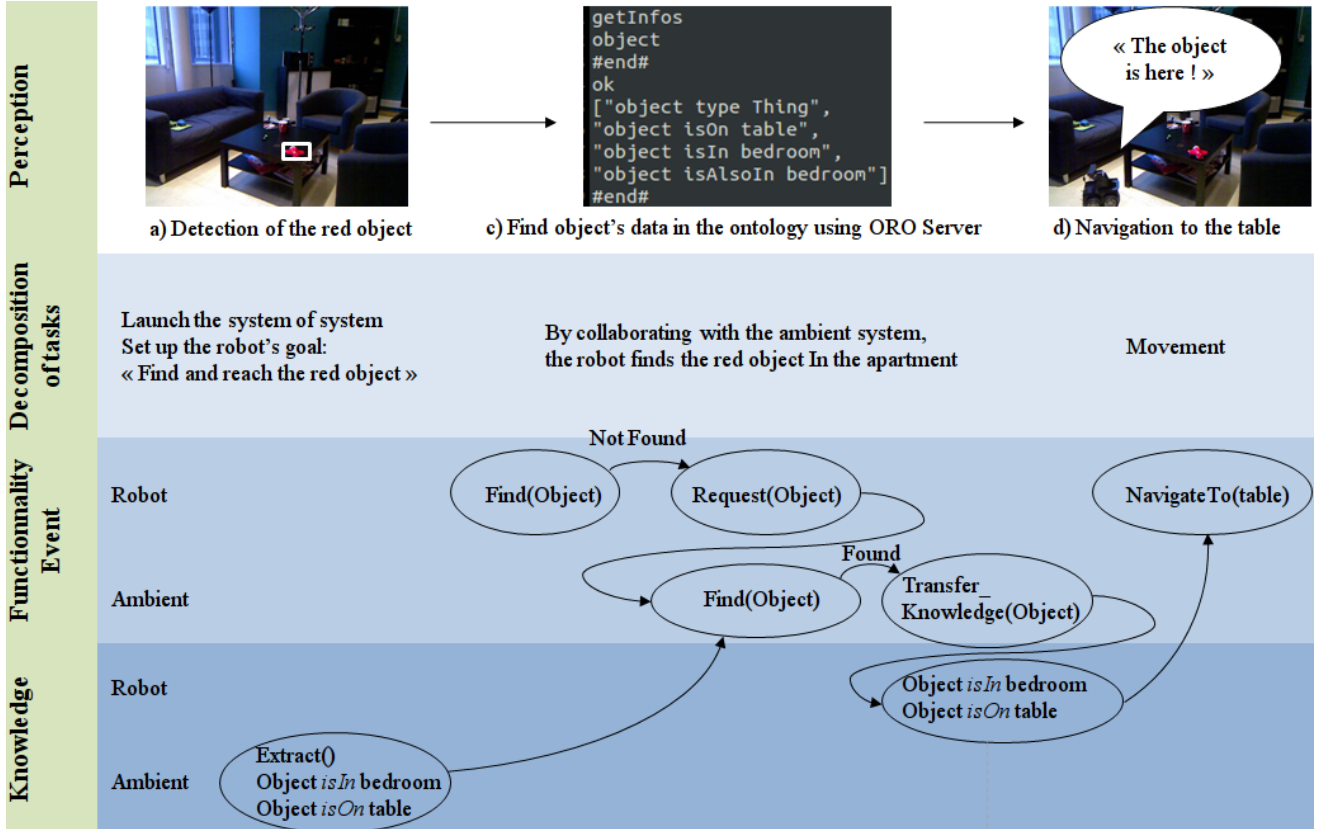 Perception
getInfos
object
#end#
ok
["object type Thing",
"object isOn table",
"object isIn bedroom",
"object isAlsoIn bedroom"]
#end#
« The object
is here ! »
a) Detection of the red object
c) Find object's data in the ontology using ORO Server
d) Navigation to the table
Decomposition
of tasks
Launch the system of system
Set up the robot's goal:
« Find and reach the red object »
By collaborating with the ambient system,
the robot finds the red object In the apartment
Movement
Functionnality
Event
Robot
Find(Object)
Not Found
Request(Object)
NavigateTo(table)
Ambient
Find(Object)
Found
Transfer_
Knowledge(Object)
Knowledge
Robot
Object isIn bedroom
Object isOn table
Ambient
Extract()
Object isIn bedroom
Object isOn table